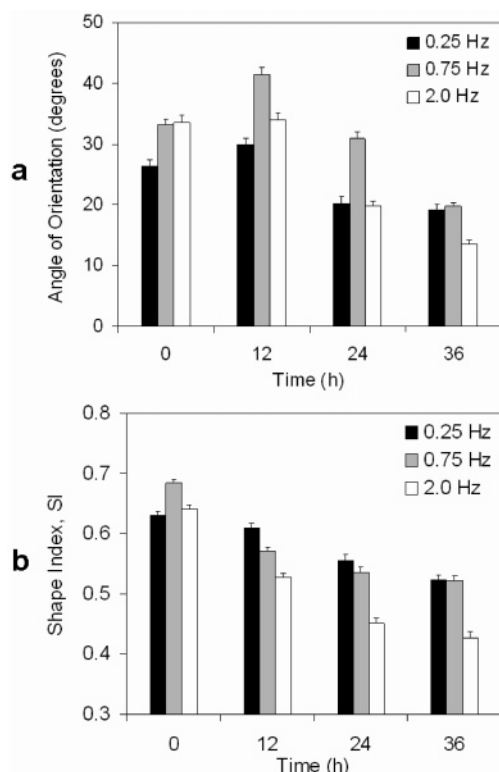 a
Angle of Orientation (degrees)
50
40
30
20
10
0
0.25 Hz
0.75 Hz
2.0 Hz
0 12 24 36
Time (h)
b
Shape Index, SI
0.8
0.7
0.6
0.5
0.4
0.3
0.25 Hz
0.75 Hz
2.0 Hz
0 12 24 36
Time (h)